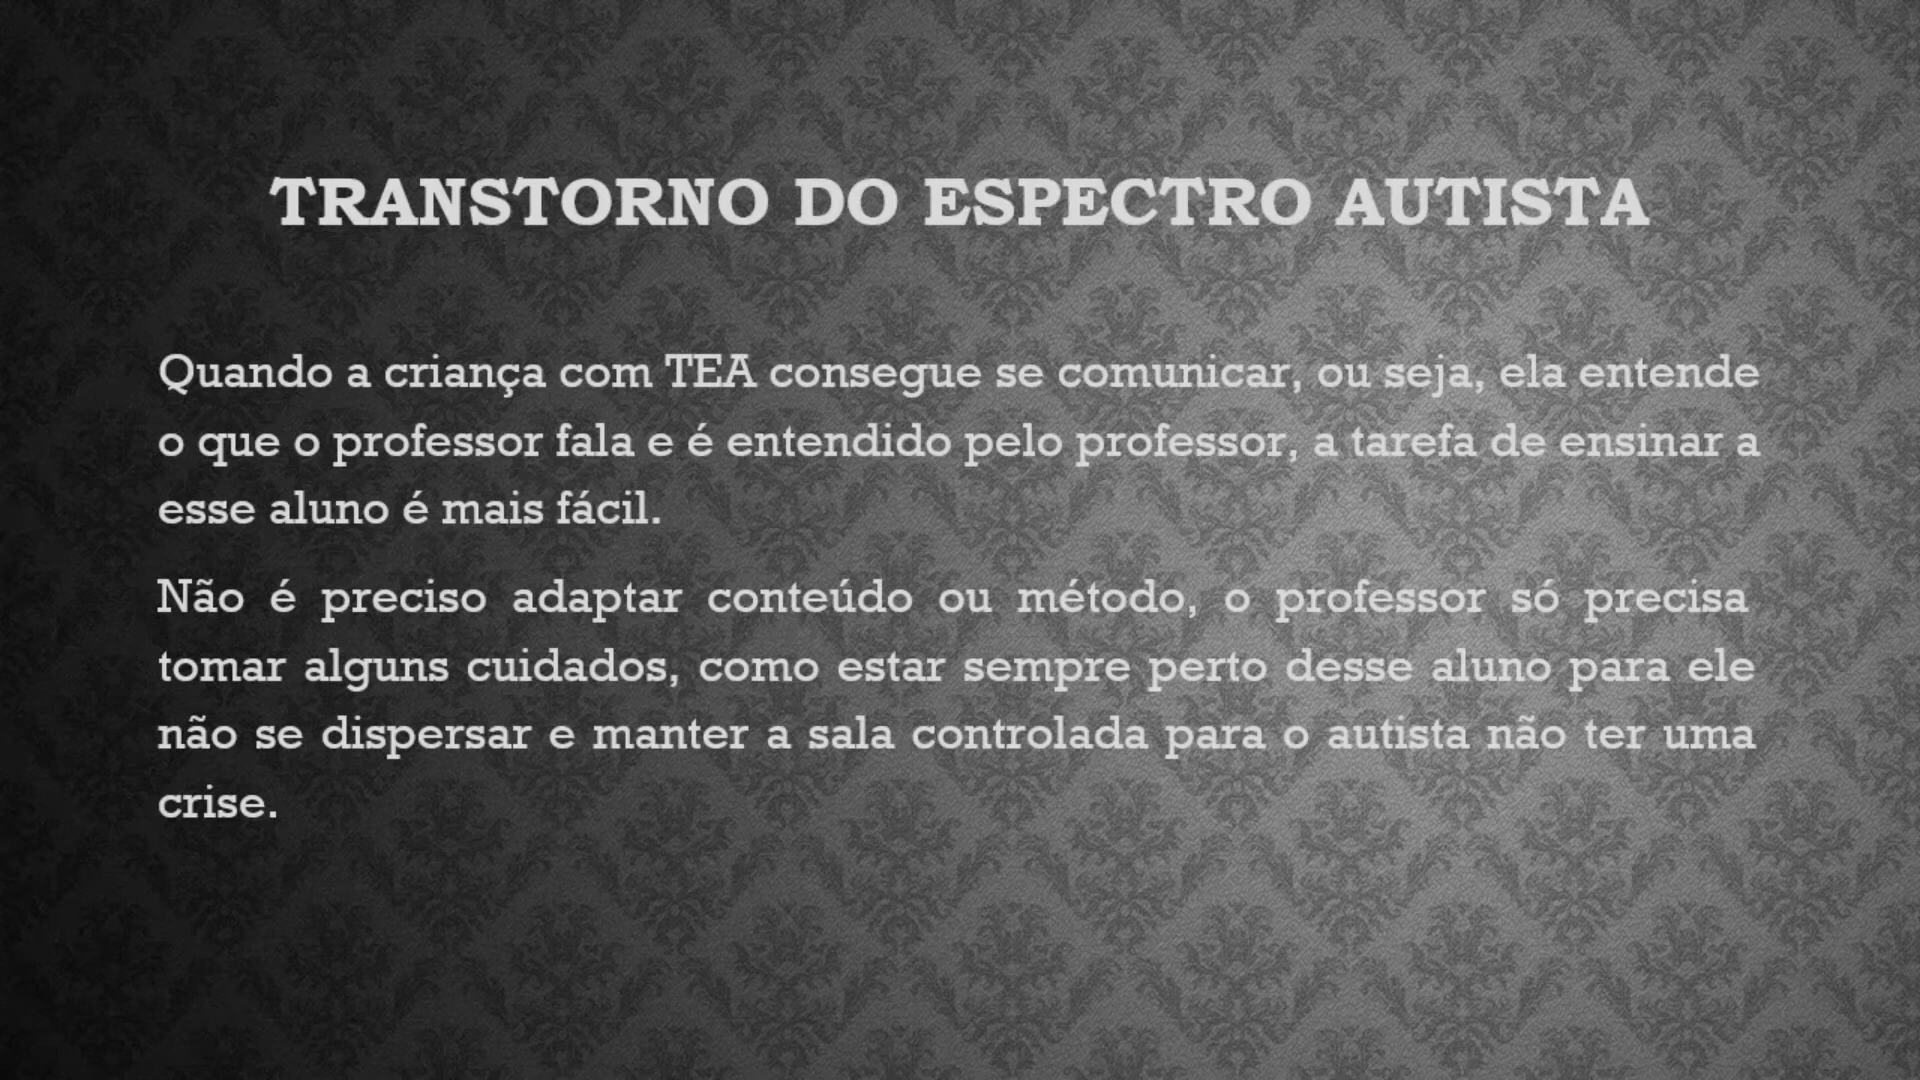 TRANSTORNO DO ESPECTRO AUTISTA
Quando a criança com TEA consegue se comunicar, ou seja, ela entende
o que o professor fala e é entendido pelo professor, a tarefa de ensinar a
esse aluno é mais fácil.
Não é preciso adaptar conteúdo ou método, o professor só precisa
tomar alguns cuidados, como estar sempre perto desse aluno para ele
não se dispersar e manter a sala controlada para o autista não ter uma
crise.